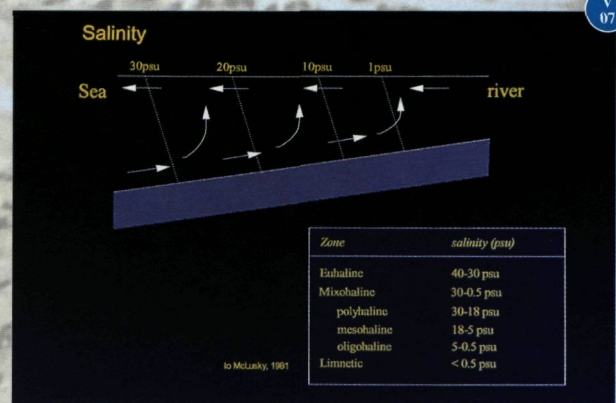 V
07
Salinity
30psu 20psu 10psu 1psu
Sea river
Zone salinity (psu)
Euhaline 40-30 psu
Mixohaline 30-0.5 psu
polyhaline 30-18 psu
mesohaline 18-5 psu
oligohaline 5-0.5 psu
Limnetic < 0.5 psu
to McLusky, 1981